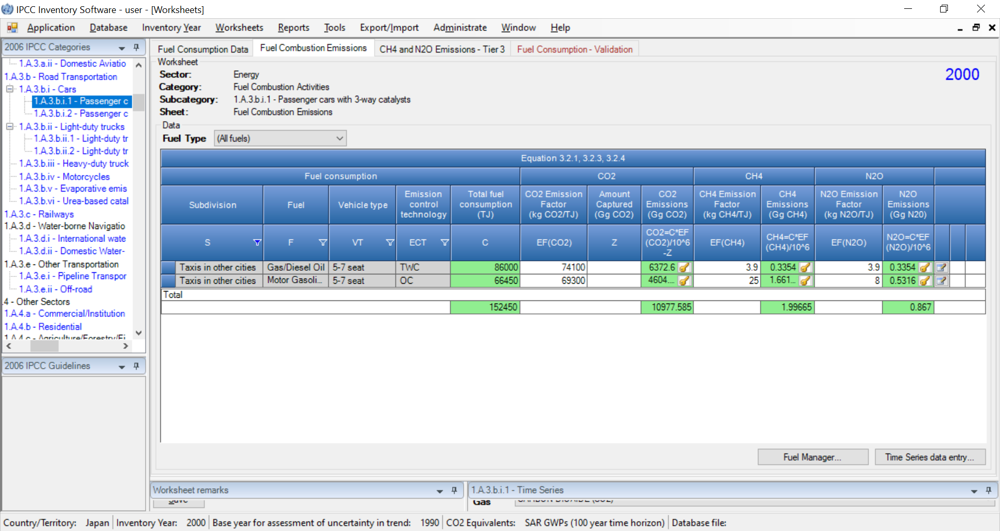 IPCC Inventory Software - user - [Worksheets]
Application Database Inventory Year Worksheets Reports Tools Export/Import Administrate Window Help
2006 IPCC Categories
1.A.3.a.ii - Domestic Aviatio
1.A.3.b - Road Transportation
1.A.3.b.i - Cars
1.A.3.b.i.1 - Passenger c
1.A.3.b.i.2 - Passenger c
1.A.3.b.ii - Light-duty trucks
1.A.3.b.ii.1 - Light-duty tr
1.A.3.b.ii.2 - Light-duty tr
1.A.3.b.iii - Heavy-duty truck
1.A.3.b.iv - Motorcycles
1.A.3.b.v - Evaporative emis
1.A.3.b.vi - Urea-based catal
1.A.3.c - Railways
1.A.3.d - Water-borne Navigatio
1.A.3.d.i - International wate
1.A.3.d.ii - Domestic Water-
1.A.3.e - Other Transportation
1.A.3.e.i - Pipeline Transpor
1.A.3.e.ii - Off-road
.4 - Other Sectors
1.A.4.a - Commercial/Institution
1.A.4.b - Residential
1.A.4.c - Agriculture/Forestry/Fi
2006 IPCC Guidelines
Fuel Consumption Data Fuel Combustion Emissions CH4 and N2O Emissions - Tier 3 Fuel Consumption - Validation
Worksheet
2000
Sector: Energy
Category: Fuel Combustion Activities
Subcategory: 1.A.3.b.i.1 - Passenger cars with 3-way catalysts
Sheet: Fuel Combustion Emissions
Data
Fuel Type (All fuels)
Equation 3.2.1, 3.2.3, 3.2.4
Fuel consumption CO2 CH4 N2O
Subdivision Fuel Vehicle type Emission control technology Total fuel consumption (TJ) CO2 Emission Factor (kg CO2/TJ) Amount Captured (Gg CO2) CO2 Emissions (Gg CO2) CH4 Emission Factor (kg CH4/TJ) CH4 Emissions (Gg CH4) N2O Emission Factor (kg N2O/TJ) N2O Emissions (Gg N20)
S F VT ECT C EF(CO2) Z CO2=C*EF (CO2)/10^6 -Z EF(CH4) CH4=C*EF (CH4)/10^6 EF(N2O) N2O=C*EF (N2O)/10^6
Taxis in other cities Gas/Diesel Oil 5-7 seat TWC 86000 74100 6372.6 3.9 0.3354 3.9 0.3354
Taxis in other cities Motor Gasoli... 5-7 seat OC 66450 69300 4604.... 25 1.661... 8 0.5316
Total
152450 10977.585 1.99665 0.867
Fuel Manager... Time Series data entry...
Worksheet remarks
Save
1.A.3.b.i.1 - Time Series
Gas CARBON DIOXIDE (CO2)
Country/Territory: Japan Inventory Year: 2000 Base year for assessment of uncertainty in trend: 1990 CO2 Equivalents: SAR GWPs (100 year time horizon) Database file: